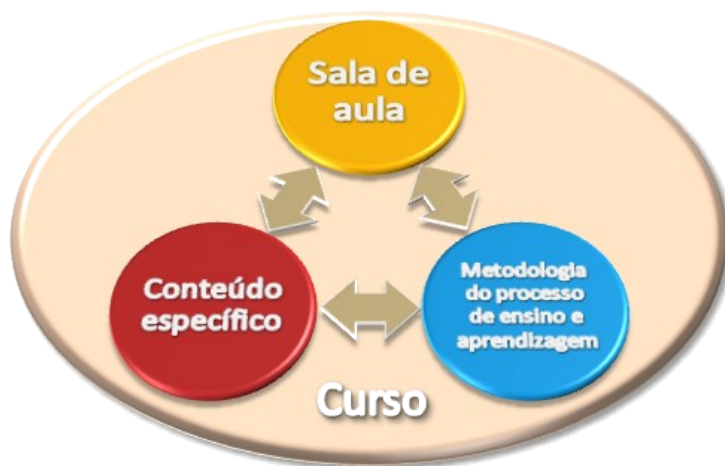 Sala de
aula
Conteúdo
específico
Metodologia
do processo
de ensino e
aprendizagem
Curso